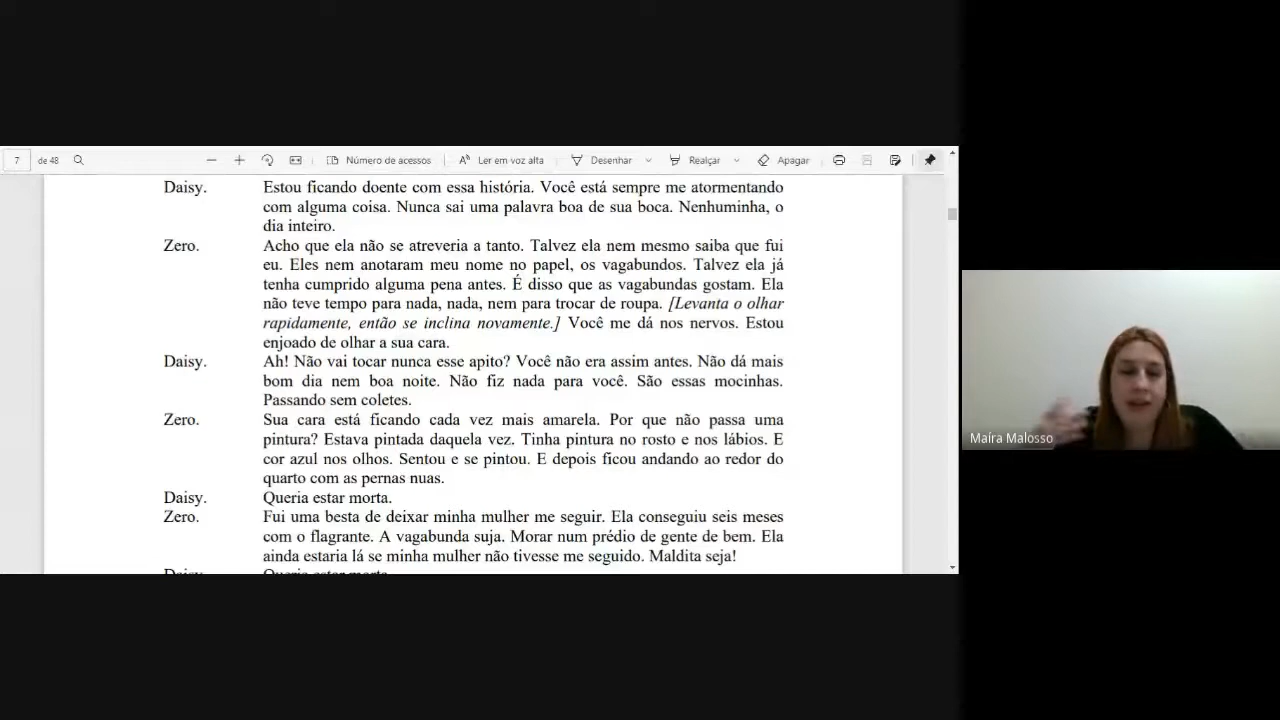 7 de 48 Número de acessos Ler em voz alta Desenhar Realçar Apagar
Daisy. Estou ficando doente com essa história. Você está sempre me atormentando
com alguma coisa. Nunca sai uma palavra boa de sua boca. Nenhuminha, o
dia inteiro.
Zero. Acho que ela não se atreveria a tanto. Talvez ela nem mesmo saiba que fui
eu. Eles nem anotaram meu nome no papel, os vagabundos. Talvez ela já
tenha cumprido alguma pena antes. É disso que as vagabundas gostam. Ela
não teve tempo para nada, nada, nem para trocar de roupa. [Levanta o olhar
rapidamente, então se inclina novamente.] Você me dá nos nervos. Estou
enjoado de olhar a sua cara.
Daisy. Ah! Não vai tocar nunca esse apito? Você não era assim antes. Não dá mais
bom dia nem boa noite. Não fiz nada para você. São essas mocinhas.
Passando sem coletes.
Zero. Sua cara está ficando cada vez mais amarela. Por que não passa uma
pintura? Estava pintada daquela vez. Tinha pintura no rosto e nos lábios. E
cor azul nos olhos. Sentou e se pintou. E depois ficou andando ao redor do
quarto com as pernas nuas.
Daisy. Queria estar morta.
Zero. Fui uma besta de deixar minha mulher me seguir. Ela conseguiu seis meses
com o flagrante. A vagabunda suja. Morar num prédio de gente de bem. Ela
ainda estaria lá se minha mulher não tivesse me seguido. Maldita seja!
Daisy. Queria estar morta.
Maíra Malosso